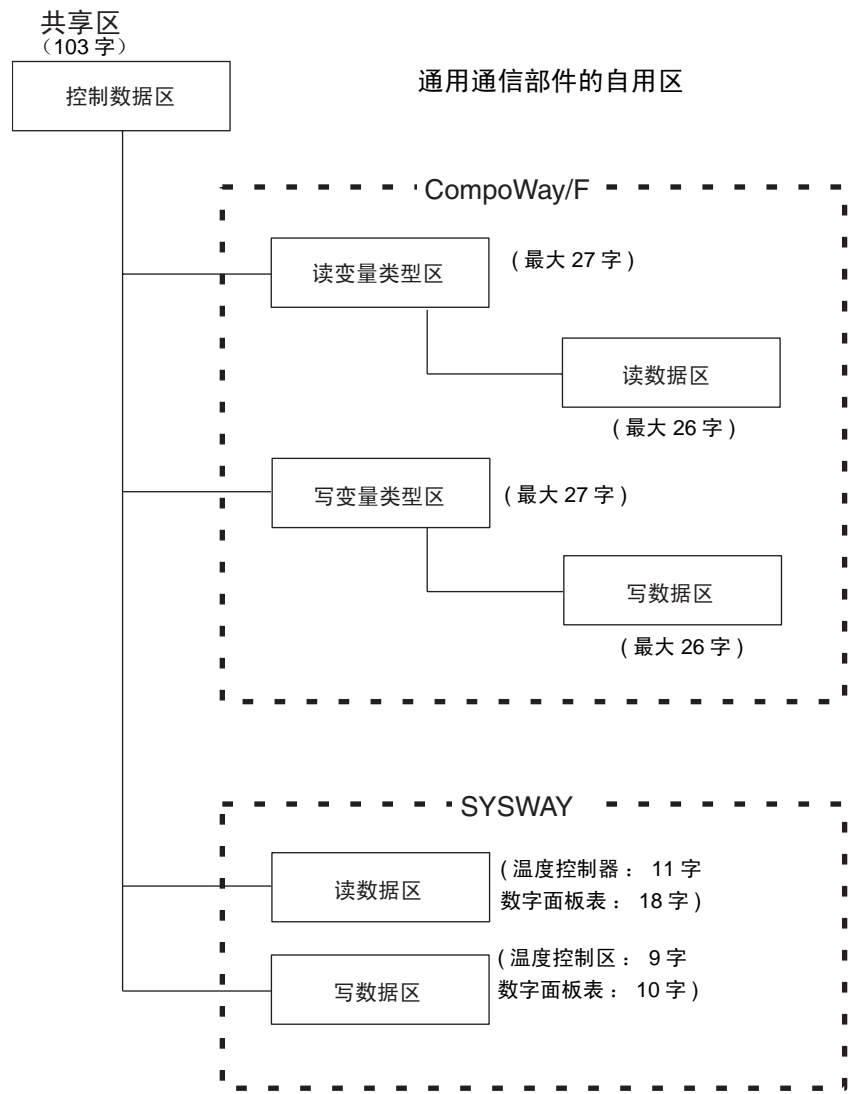 共享区
（103 字）
控制数据区
通用通信部件的自用区
CompoWay/F
读变量类型区
( 最大 27 字 )
读数据区
( 最大 26 字 )
写变量类型区
( 最大 27 字 )
写数据区
( 最大 26 字 )
SYSWAY
读数据区
( 温度控制器： 11 字
数字面板表： 18 字 )
写数据区
( 温度控制区： 9 字
数字面板表： 10 字 )